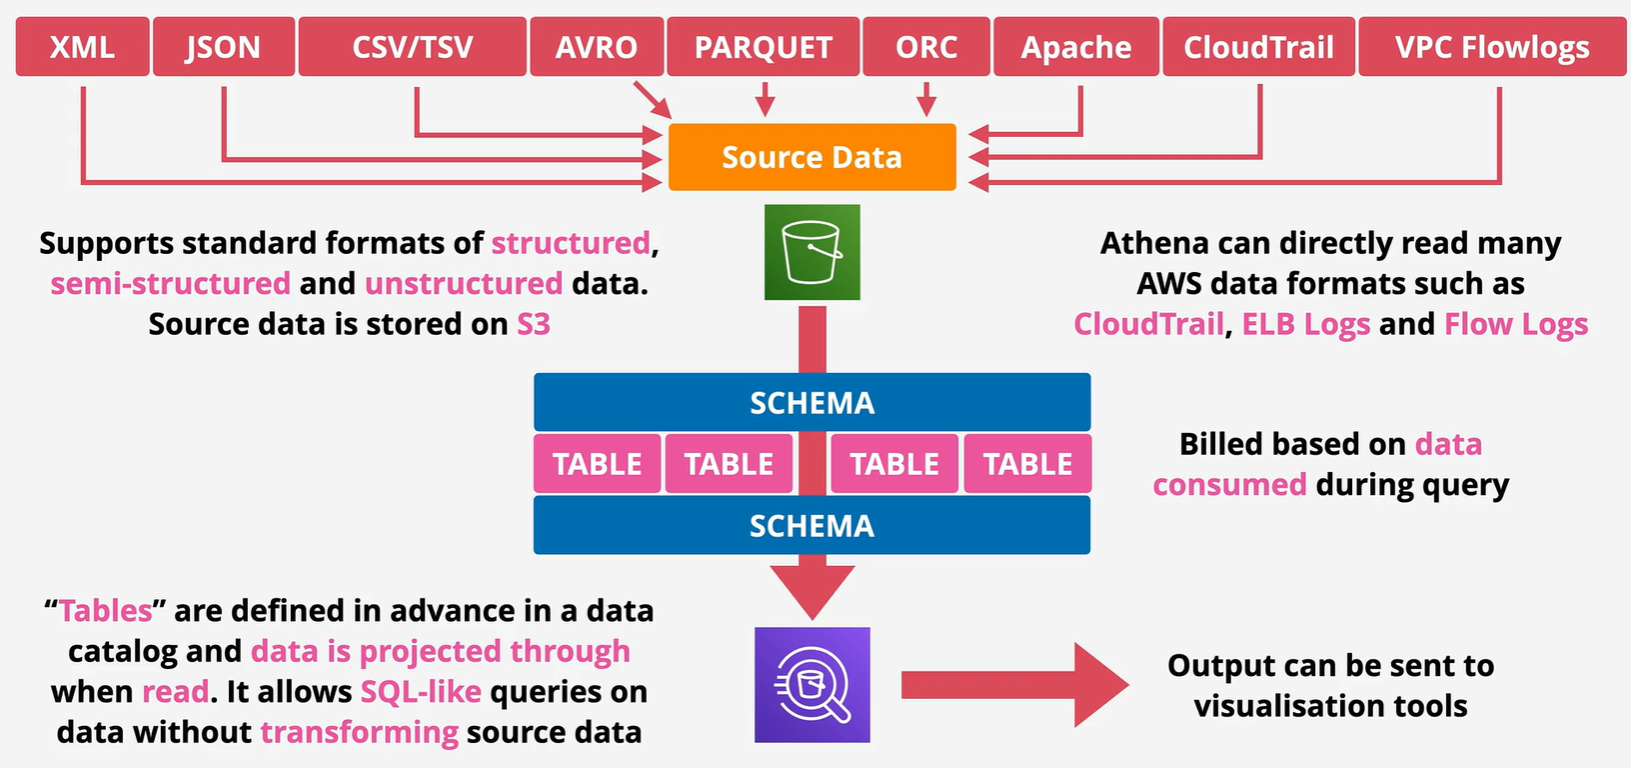 XML
JSON
CSV/TSV
AVRO
PARQUET
ORC
Apache
CloudTrail
VPC Flowlogs
Source Data
Supports standard formats of structured,
semi-structured and unstructured data.
Source data is stored on S3
Athena can directly read many
AWS data formats such as
CloudTrail, ELB Logs and Flow Logs
SCHEMA
TABLE
TABLE
TABLE
TABLE
SCHEMA
Billed based on data
consumed during query
“Tables” are defined in advance in a data
catalog and data is projected through
when read. It allows SQL-like queries on
data without transforming source data
Output can be sent to
visualisation tools